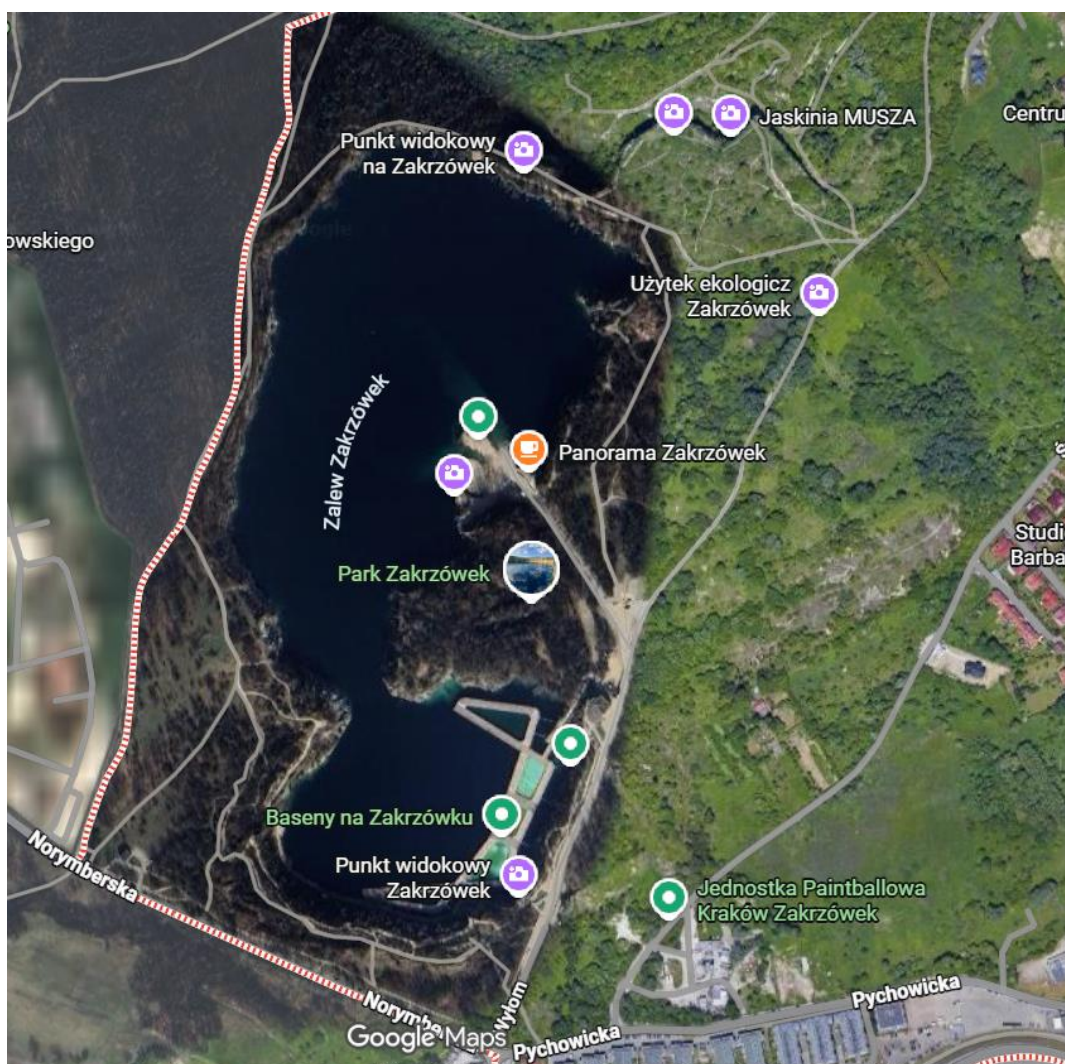 Jaskinia MUSZA
Centru
Punkt widokowy
na Zakrzówek
owskiego
Użytek ekologicz
Zakrzówek
Zalew Zakrzówek
Panorama Zakrzówek
Studi
Barba
Park Zakrzówek
Baseny na Zakrzówku
Norymberska
Punkt widokowy
Zakrzówek
Jednostka Paintballowa
Kraków Zakrzówek
Pychowicka
Wyłom
Google Maps
Pychowicka